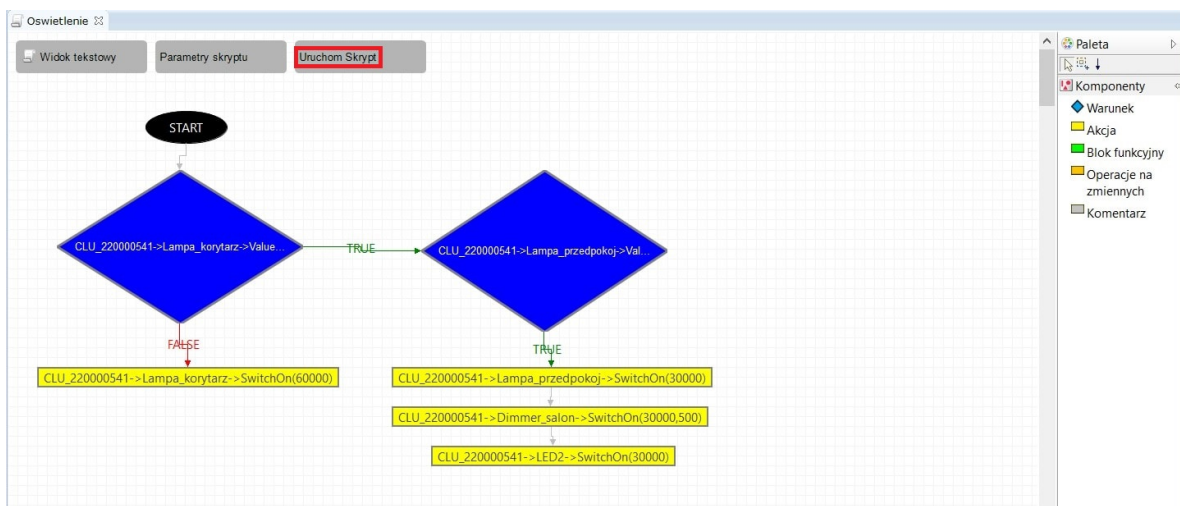 Oswietlenie
Widok tekstowy
Parametry skryptu
Uruchom Skrypt
START
CLU_220000541->Lampa_korytarz->Value...
TRUE
CLU_220000541->Lampa_przedpokoj->Val...
FALSE
TRUE
CLU_220000541->Lampa_korytarz->SwitchOn(60000)
CLU_220000541->Lampa_przedpokoj->SwitchOn(30000)
CLU_220000541->Dimmer_salon->SwitchOn(30000,500)
CLU_220000541->LED2->SwitchOn(30000)
Paleta
Komponenty
Warunek
Akcja
Blok funkcyjny
Operacje na
zmiennych
Komentarz